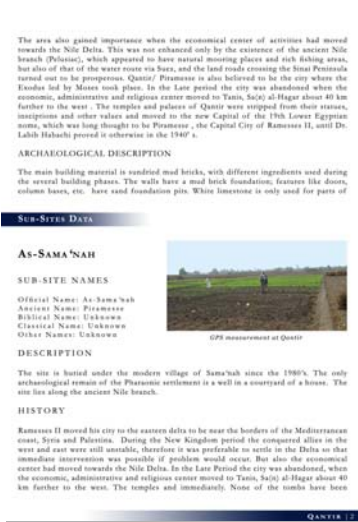 The area also gained importance when the economical center of activities had moved
towards the Nile Delta. This was not enhanced only by the existence of the ancient Nile
branch (Pelusiac), which appeared to have natural mooring places and rich fishing areas,
but also of that of the water route via Suez, and the land roads crossing the Sinai Peninsula
turned out to be prosperous. Qantir/ Piramesse is also believed to be the city where the
Exodus led by Moses took place. In the Late period the city was abandoned when the
economic, administrative and religious center moved to Tanis, Sa(n) al-Hagar about 40 km
further to the west . The temples and palaces of Qantir were stripped from their statues,
inscriptions and other values and moved to the new Capital of the 19th Lower Egyptian
noms, which was long thought to be Piramesse , the Capital City of Ramesses II, until Dr.
Labib Habachi proved it otherwise in the 1940' s.
ARCHAEOLOGICAL DESCRIPTION
The main building material is sundried mud bricks, with different ingredients used during
the several building phases. The walls have a mud brick foundation; features like doors,
column bases, etc. have sand foundation pits. White limestone is only used for parts of
SUB-SITES DATA
AS-SAMA'NAH
SUB-SITE NAMES
Official Name: As-Sama'nah
Ancient Name: Piramesse
Biblical Name: Unknown
Classical Name: Unknown
Other Names: Unknown
GPS measurement at Qantir
DESCRIPTION
The site is buried under the modern village of Sama'nah since the 1980's. The only
archaeological remain of the Pharaonic settlement is a well in a courtyard of a house. The
site lies along the ancient Nile branch.
HISTORY
Ramesses II moved his city to the eastern delta to be near the borders of the Mediterranean
coast, Syria and Palestina. During the New Kingdom period the conquered allies in the
west and east were still unstable, therefore it was preferable to settle in the Delta so that
immediate intervention was possible if problem would occur. But also the economical
center had moved towards the Nile Delta. In the Late Period the city was abandoned, when
the economic, administrative and religious center moved to Tanis, Sa(n) al-Hagar about 40
km further to the west. The temples and immediately. None of the tombs have been
QANTIR | 2